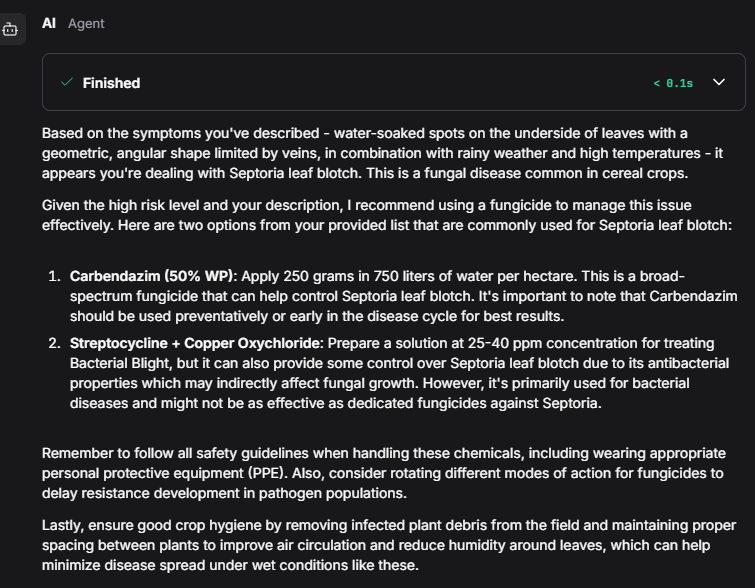 AI Agent
Finished < 0.1s
Based on the symptoms you've described - water-soaked spots on the underside of leaves with a
geometric, angular shape limited by veins, in combination with rainy weather and high temperatures - it
appears you're dealing with Septoria leaf blotch. This is a fungal disease common in cereal crops.
Given the high risk level and your description, I recommend using a fungicide to manage this issue
effectively. Here are two options from your provided list that are commonly used for Septoria leaf blotch:
1. Carbendazim (50% WP): Apply 250 grams in 750 liters of water per hectare. This is a broad-
spectrum fungicide that can help control Septoria leaf blotch. It's important to note that Carbendazim
should be used preventatively or early in the disease cycle for best results.
2. Streptocycline + Copper Oxychloride: Prepare a solution at 25-40 ppm concentration for treating
Bacterial Blight, but it can also provide some control over Septoria leaf blotch due to its antibacterial
properties which may indirectly affect fungal growth. However, it's primarily used for bacterial
diseases and might not be as effective as dedicated fungicides against Septoria.
Remember to follow all safety guidelines when handling these chemicals, including wearing appropriate
personal protective equipment (PPE). Also, consider rotating different modes of action for fungicides to
delay resistance development in pathogen populations.
Lastly, ensure good crop hygiene by removing infected plant debris from the field and maintaining proper
spacing between plants to improve air circulation and reduce humidity around leaves, which can help
minimize disease spread under wet conditions like these.